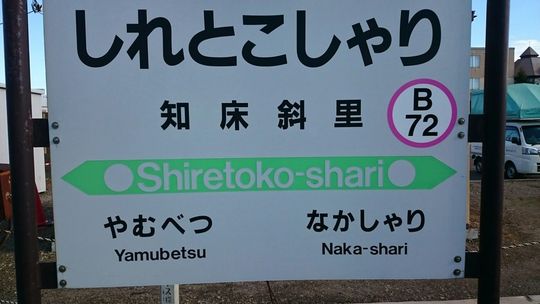 しれとこしゃり
知床斜里
B
72
Shiretoko-shari
やむべつ
Yamubetsu
なかしゃり
Naka-shari